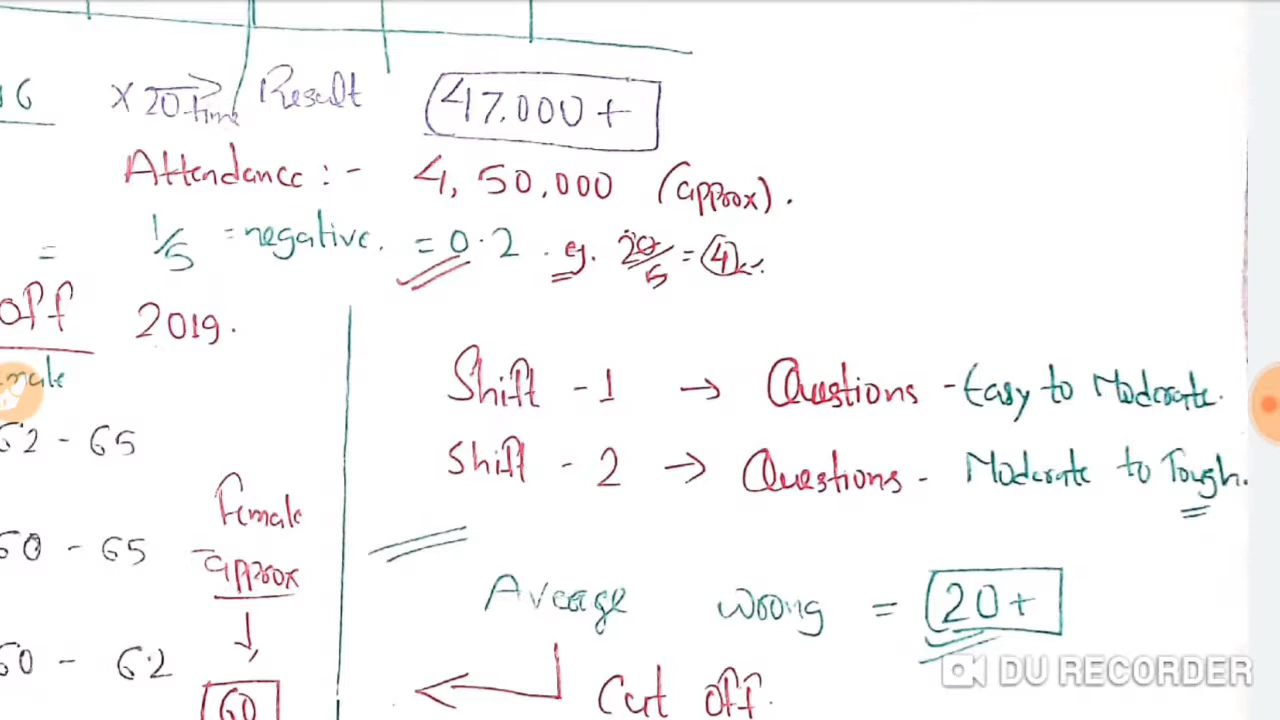 16 × 20 time Result 47.000+
Attendance :- 4,50,000 (approx).
= 1/5 = negative. = 0.2 . eg. 20/5 = 4
off 2019.
male
62 - 65
Shift - 1 → Questions - Easy to Moderate.
Shift - 2 → Questions - Moderate to Tough.
Female
60 - 65 approx
Average wrong = 20+
60 - 62
60
Cut off.
DU RECORDER